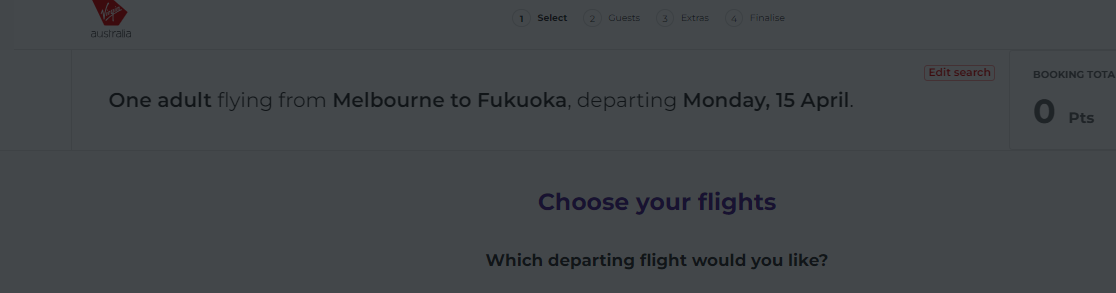 Virgin
australia
1 Select 2 Guests 3 Extras 4 Finalise
Edit search
One adult flying from Melbourne to Fukuoka, departing Monday, 15 April.
BOOKING TOTA
0 Pts
Choose your flights
Which departing flight would you like?